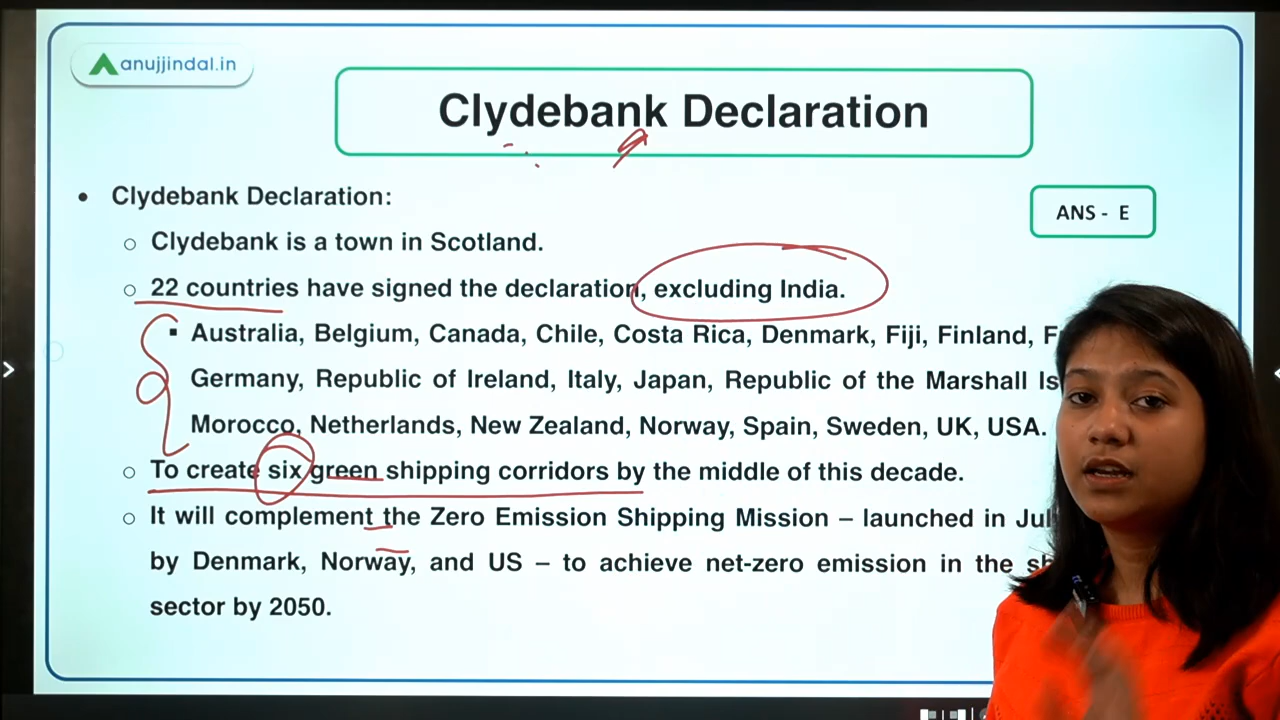 anujjindal.in
Clydebank Declaration
Clydebank Declaration:
ANS - E
Clydebank is a town in Scotland.
22 countries have signed the declaration, excluding India.
Australia, Belgium, Canada, Chile, Costa Rica, Denmark, Fiji, Finland,
Germany, Republic of Ireland, Italy, Japan, Republic of the Marshall
Morocco, Netherlands, New Zealand, Norway, Spain, Sweden, UK, USA.
To create six green shipping corridors by the middle of this decade.
It will complement the Zero Emission Shipping Mission – launched in
by Denmark, Norway, and US – to achieve net-zero emission in the
sector by 2050.